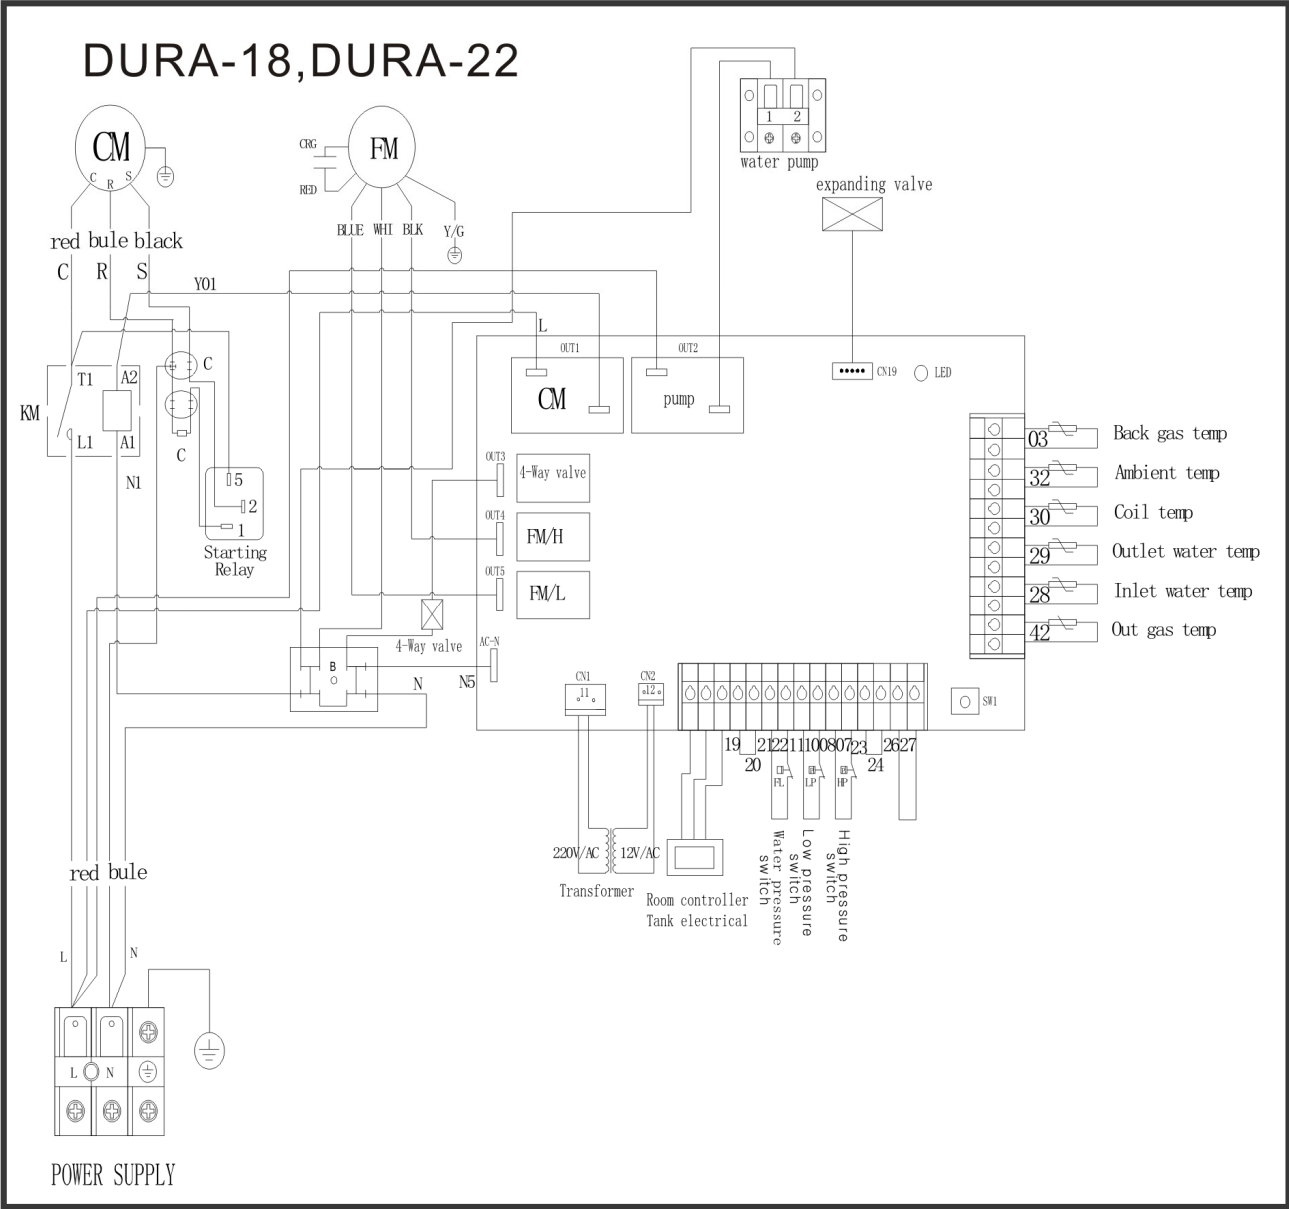 DURA-18,DURA-22
CM
C R S
red bule black
C R S
Y01
CRG
RED
FM
BLUE WHI BLK Y/G
1 2
water pump
expanding valve
L
OUT1
CM
OUT2
pump
CN19
LED
KM
T1 A2
L1 A1
N1
C
C
5
2
1
Starting
Relay
OUT3
4-Way valve
OUT4
FM/H
OUT5
FM/L
4-Way valve
AC-N
B
N
N5
03 Back gas temp
32 Ambient temp
30 Coil temp
29 Outlet water temp
28 Inlet water temp
42 Out gas temp
CN1
11
CN2
12
SW1
19 21 22 11 10 08 07 23 26 27
20 24
FL LP HP
220V/AC 12V/AC
Transformer
Room controller
Tank electrical
Water pressure
switch
Low pressure
switch
High pressure
switch
red bule
L N
L N
POWER SUPPLY